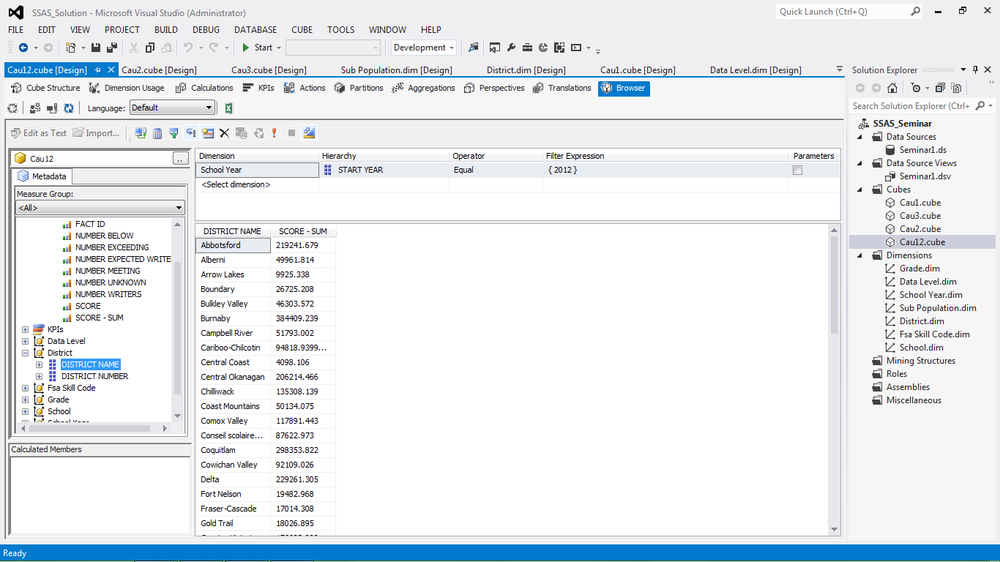 SSAS_Solution - Microsoft Visual Studio (Administrator)
Quick Launch (Ctrl+Q)
FILE EDIT VIEW PROJECT BUILD DEBUG DATABASE CUBE TOOLS WINDOW HELP
Start Development
Cau12.cube [Design] Cau2.cube [Design] Cau3.cube [Design] Sub Population.dim [Design] District.dim [Design] Cau1.cube [Design] Data Level.dim [Design]
Cube Structure Dimension Usage Calculations KPIs Actions Partitions Aggregations Perspectives Translations Browser
Language: Default
Edit as Text Import...
Cau12 ..
Metadata
Measure Group:
<All>
FACT ID
NUMBER BELOW
NUMBER EXCEEDING
NUMBER EXPECTED WRITE
NUMBER MEETING
NUMBER UNKNOWN
NUMBER WRITERS
SCORE
SCORE - SUM
KPIs
Data Level
District
DISTRICT NAME
DISTRICT NUMBER
Fsa Skill Code
Grade
School
School Year
Calculated Members
Dimension Hierarchy Operator Filter Expression Parameters
School Year START YEAR Equal { 2012 }
<Select dimension>
DISTRICT NAME SCORE - SUM
Abbotsford 219241.679
Alberni 49961.814
Arrow Lakes 9925.338
Boundary 26725.208
Bulkley Valley 46303.572
Burnaby 384409.239
Campbell River 51793.002
Cariboo-Chilcotin 94818.9399...
Central Coast 4098.106
Central Okanagan 206214.466
Chilliwack 135308.139
Coast Mountains 50134.075
Comox Valley 117891.443
Conseil scolaire... 87622.973
Coquitlam 298353.822
Cowichan Valley 92109.026
Delta 229261.305
Fort Nelson 19482.968
Fraser-Cascade 17014.308
Gold Trail 18026.895
Solution Explorer
Search Solution Explorer (Ctrl+
SSAS_Seminar
Data Sources
Seminar1.ds
Data Source Views
Seminar1.dsv
Cubes
Cau1.cube
Cau3.cube
Cau2.cube
Cau12.cube
Dimensions
Grade.dim
Data Level.dim
School Year.dim
Sub Population.dim
District.dim
Fsa Skill Code.dim
School.dim
Mining Structures
Roles
Assemblies
Miscellaneous
Ready